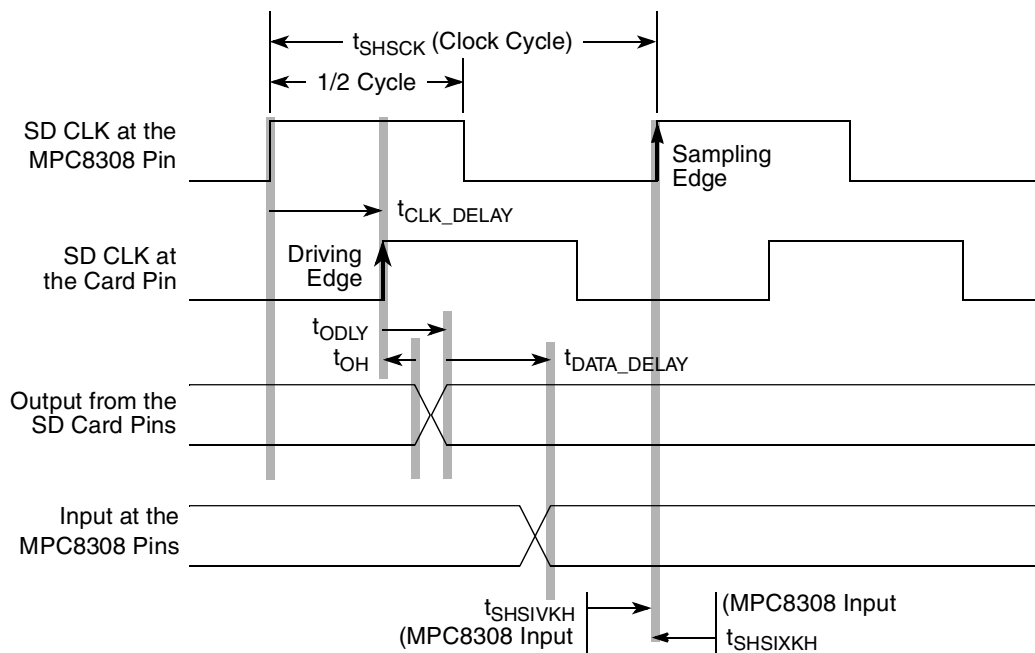 tSHSCK (Clock Cycle)
1/2 Cycle
SD CLK at the
MPC8308 Pin
Sampling
Edge
tCLK_DELAY
SD CLK at
the Card Pin
Driving
Edge
tODLY
tOH
tDATA_DELAY
Output from the
SD Card Pins
Input at the
MPC8308 Pins
tSHSIVKH
(MPC8308 Input
(MPC8308 Input
tSHSIXKH